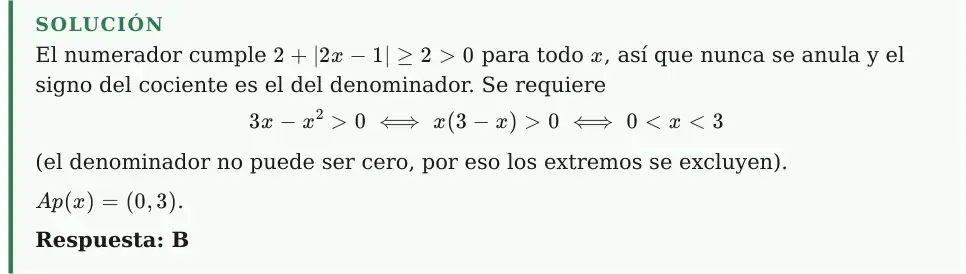 SOLUCIÓN
El numerador cumple 2 + |2x − 1| ≥ 2 > 0 para todo x, así que nunca se anula y el
signo del cociente es el del denominador. Se requiere
3x − x² > 0 ⟺ x(3 − x) > 0 ⟺ 0 < x < 3
(el denominador no puede ser cero, por eso los extremos se excluyen).
Ap(x) = (0, 3).
Respuesta: B